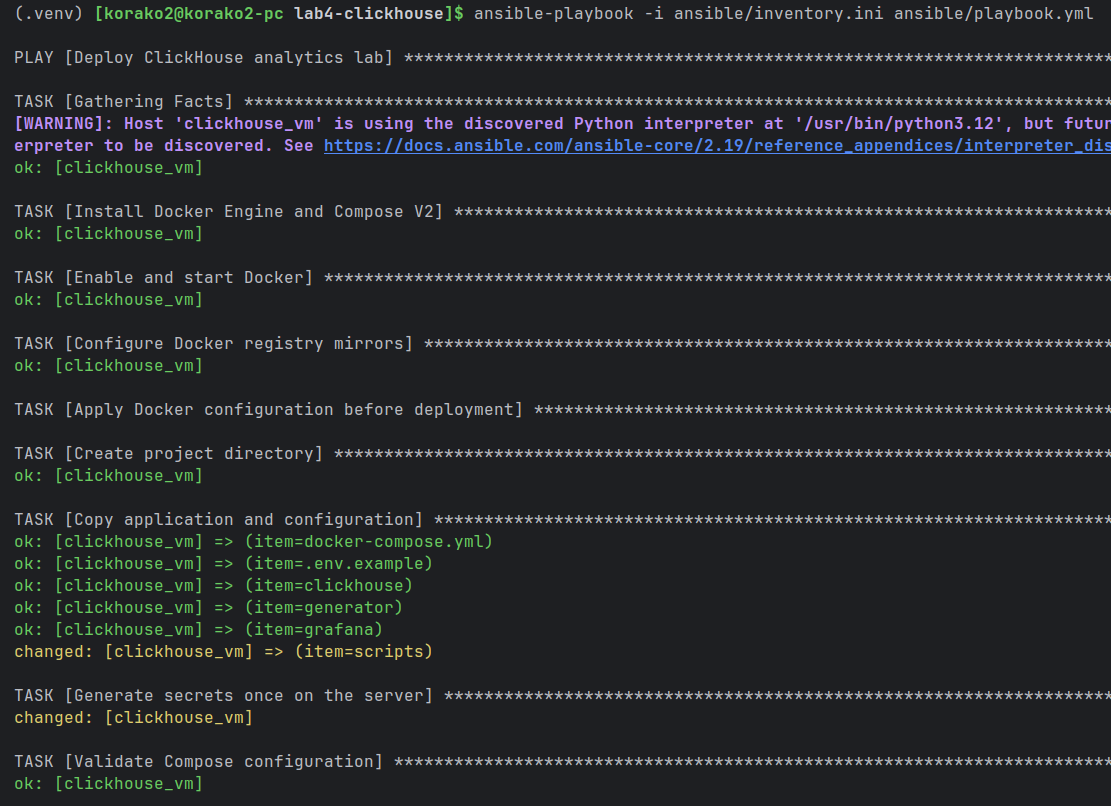 (.venv) [korako2@korako2-pc lab4-clickhouse]$ ansible-playbook -i ansible/inventory.ini ansible/playbook.yml
PLAY [Deploy ClickHouse analytics lab] ***********************************************************************
TASK [Gathering Facts] ***************************************************************************************
[WARNING]: Host 'clickhouse_vm' is using the discovered Python interpreter at '/usr/bin/python3.12', but futur
erpreter to be discovered. See https://docs.ansible.com/ansible-core/2.19/reference_appendices/interpreter_dis
ok: [clickhouse_vm]
TASK [Install Docker Engine and Compose V2] ******************************************************************
ok: [clickhouse_vm]
TASK [Enable and start Docker] *******************************************************************************
ok: [clickhouse_vm]
TASK [Configure Docker registry mirrors] *********************************************************************
ok: [clickhouse_vm]
TASK [Apply Docker configuration before deployment] **********************************************************
TASK [Create project directory] ******************************************************************************
ok: [clickhouse_vm]
TASK [Copy application and configuration] ********************************************************************
ok: [clickhouse_vm] => (item=docker-compose.yml)
ok: [clickhouse_vm] => (item=.env.example)
ok: [clickhouse_vm] => (item=clickhouse)
ok: [clickhouse_vm] => (item=generator)
ok: [clickhouse_vm] => (item=grafana)
changed: [clickhouse_vm] => (item=scripts)
TASK [Generate secrets once on the server] *******************************************************************
changed: [clickhouse_vm]
TASK [Validate Compose configuration] ************************************************************************
ok: [clickhouse_vm]